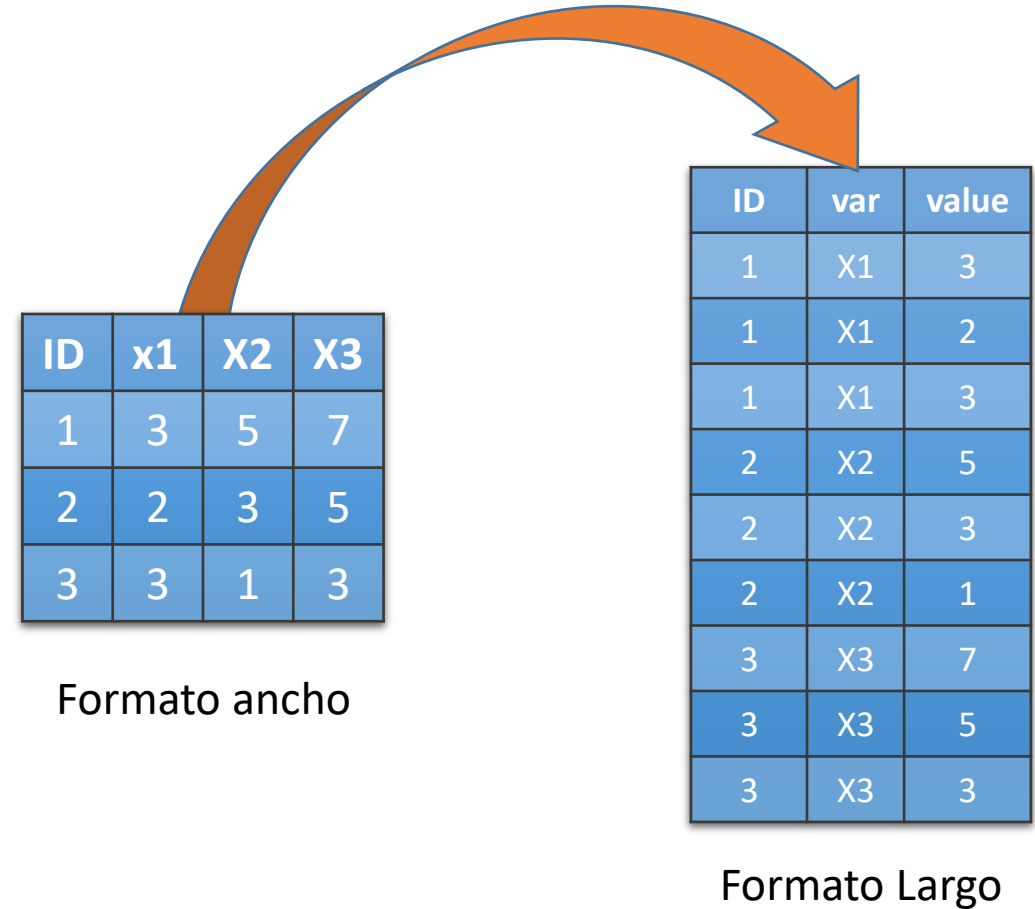 ID x1 X2 X3
1 3 5 7
2 2 3 5
3 3 1 3
Formato ancho
ID var value
1 X1 3
1 X1 2
1 X1 3
2 X2 5
2 X2 3
2 X2 1
3 X3 7
3 X3 5
3 X3 3
Formato Largo